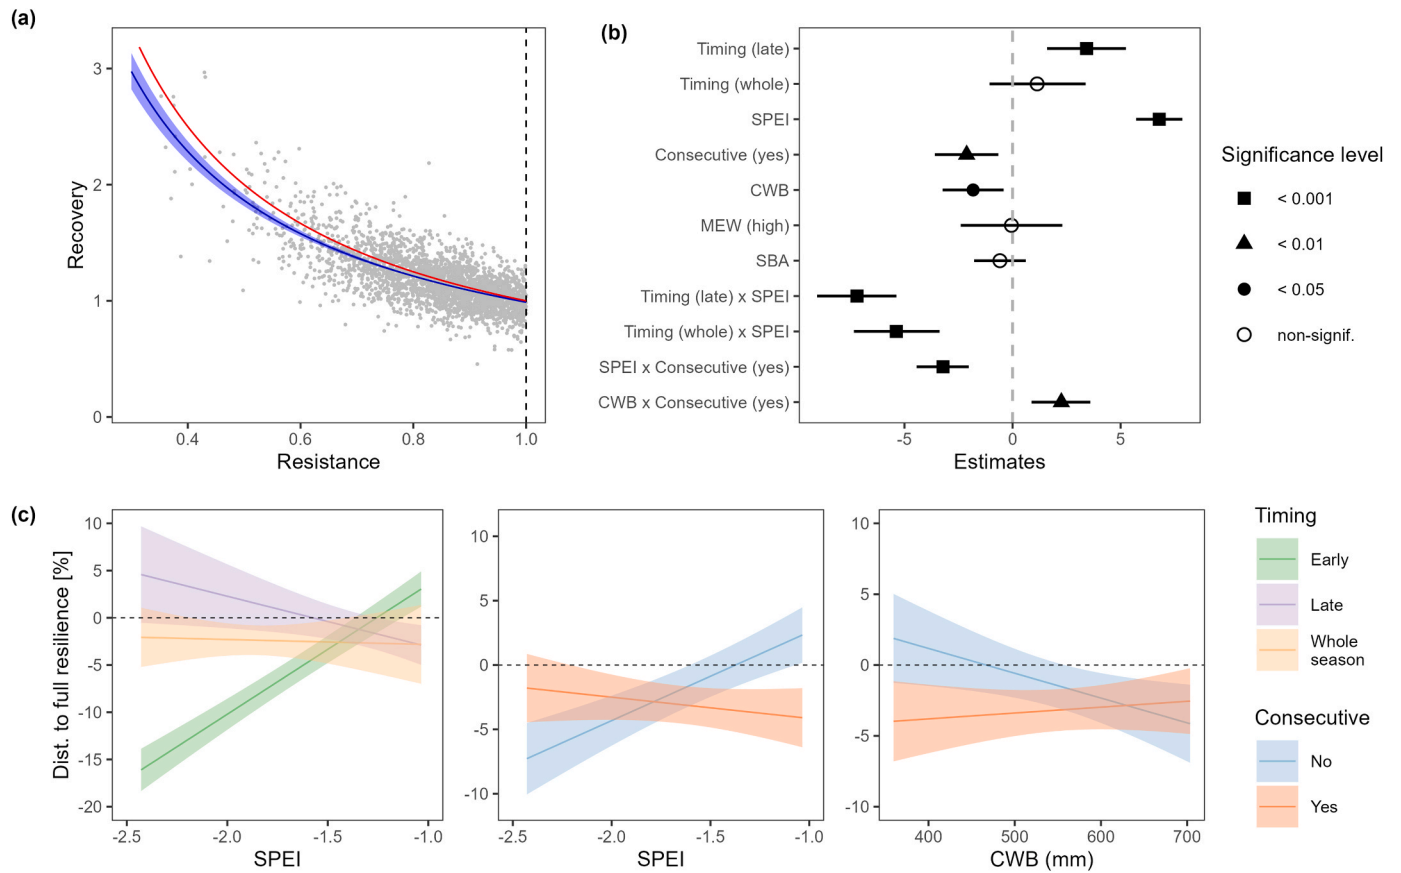 (a)
3
2
1
0
Recovery
0.4
0.6
0.8
1.0
Resistance
(b)
Timing (late)
Timing (whole)
SPEI
Consecutive (yes)
CWB
MEW (high)
SBA
Timing (late) x SPEI
Timing (whole) x SPEI
SPEI x Consecutive (yes)
CWB x Consecutive (yes)
-5
0
5
Estimates
Significance level
< 0.001
< 0.01
< 0.05
non-signif.
(c)
Dist. to full resilience [%]
10
5
0
-5
-10
-15
-20
-2.5
-2.0
-1.5
-1.0
SPEI
10
5
0
-5
-10
-2.5
-2.0
-1.5
-1.0
SPEI
10
5
0
-5
-10
400
500
600
700
CWB (mm)
Timing
Early
Late
Whole
season
Consecutive
No
Yes